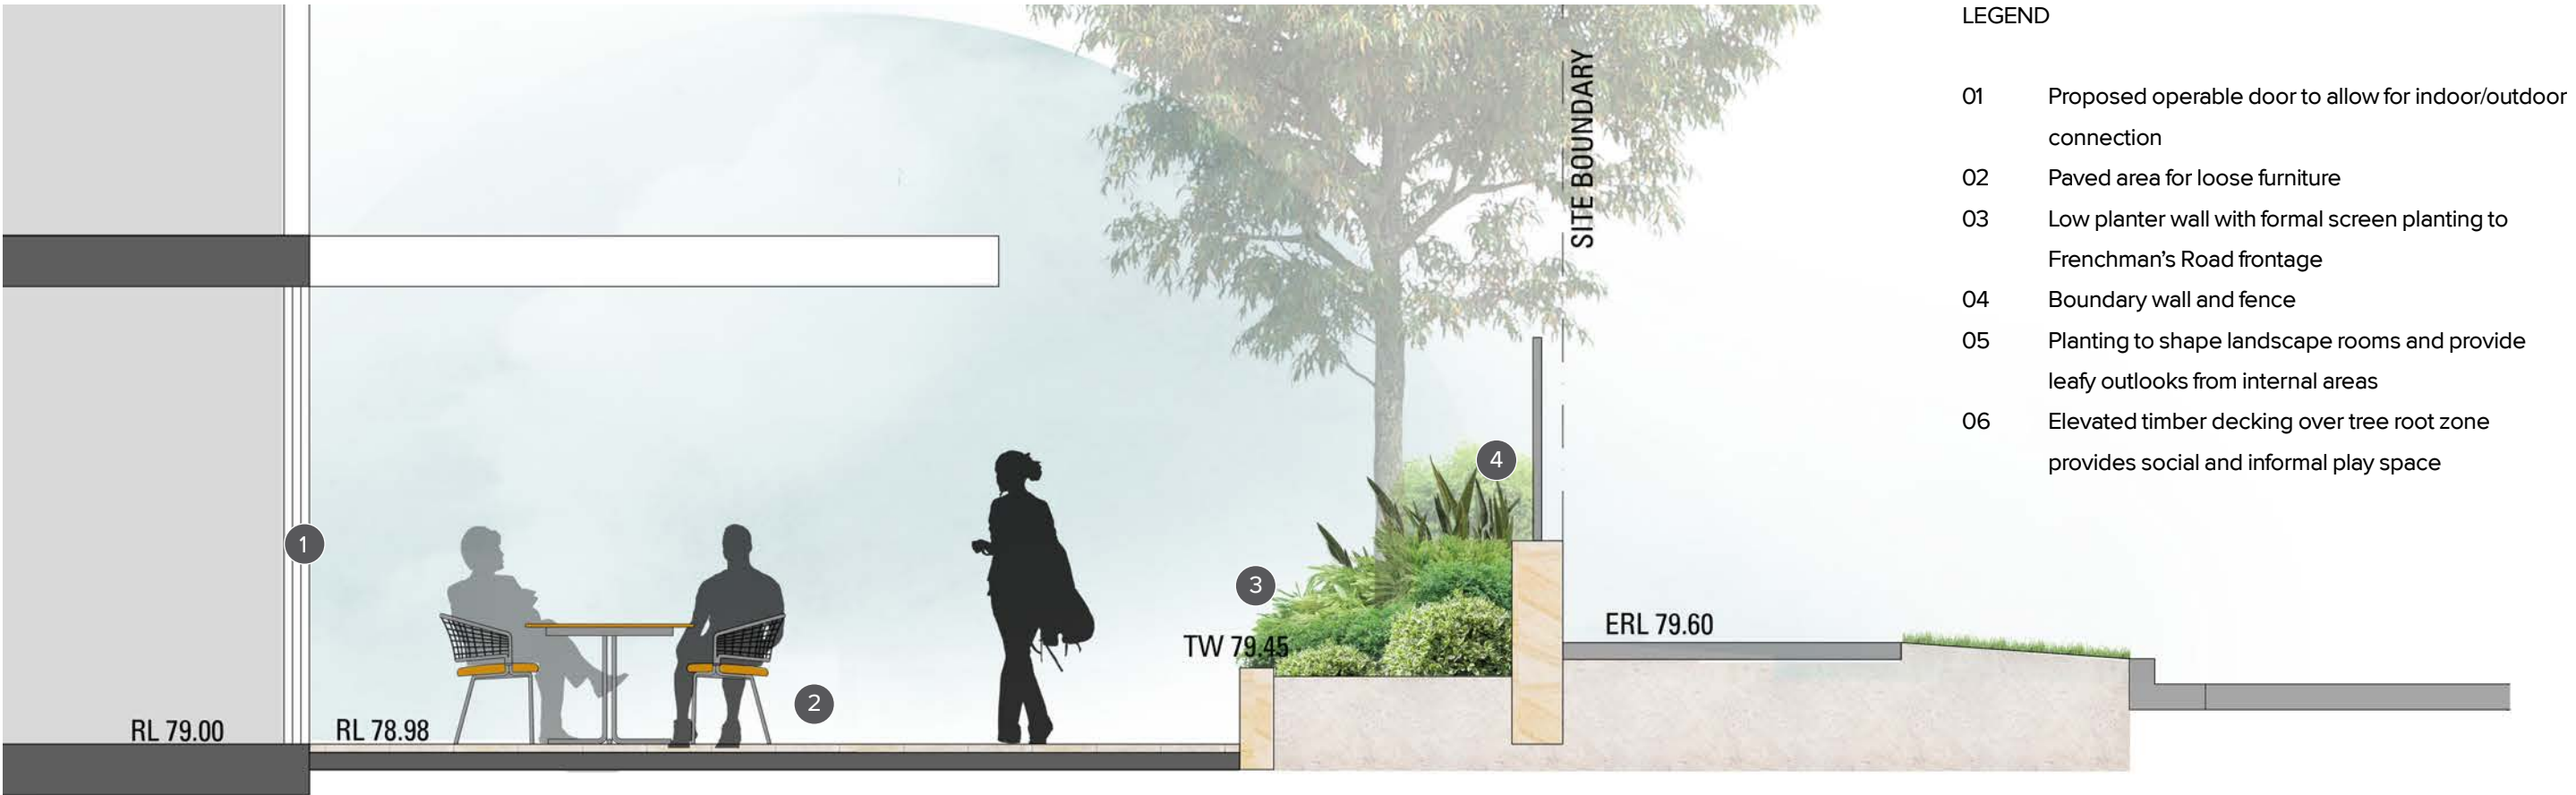 LEGEND
01 Proposed operable door to allow for indoor/outdoor
connection
02 Paved area for loose furniture
03 Low planter wall with formal screen planting to
Frenchman’s Road frontage
04 Boundary wall and fence
05 Planting to shape landscape rooms and provide
leafy outlooks from internal areas
06 Elevated timber decking over tree root zone
provides social and informal play space
SITE BOUNDARY
4
1
3
ERL 79.60
TW 79.45
2
RL 79.00
RL 78.98